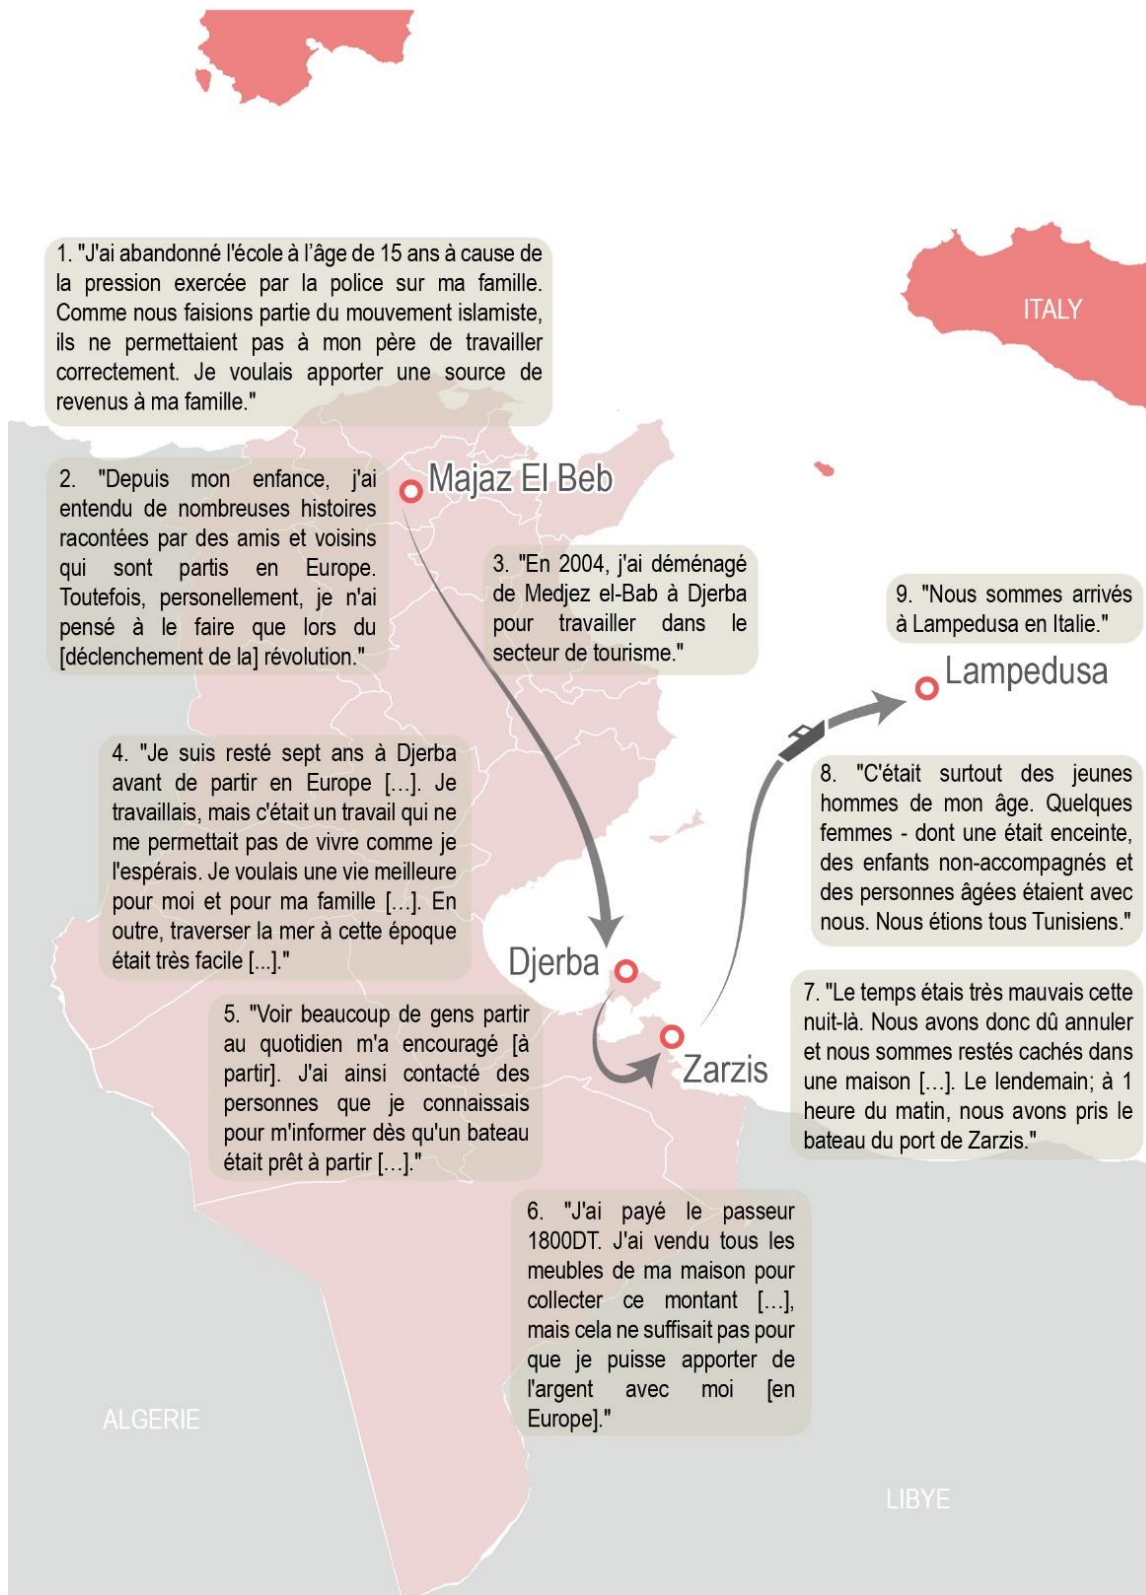 1. "J'ai abandonné l'école à l'âge de 15 ans à cause de
la pression exercée par la police sur ma famille.
Comme nous faisions partie du mouvement islamiste,
ils ne permettaient pas à mon père de travailler
correctement. Je voulais apporter une source de
revenus à ma famille."
ITALY
2. "Depuis mon enfance, j'ai
entendu de nombreuses histoires
racontées par des amis et voisins
qui sont partis en Europe.
Toutefois, personellement, je n'ai
pensé à le faire que lors du
[déclenchement de la] révolution."
Majaz El Beb
3. "En 2004, j'ai déménagé
de Medjez el-Bab à Djerba
pour travailler dans le
secteur de tourisme."
9. "Nous sommes arrivés
à Lampedusa en Italie."
Lampedusa
4. "Je suis resté sept ans à Djerba
avant de partir en Europe [...]. Je
travaillais, mais c'était un travail qui ne
me permettait pas de vivre comme je
l'espérais. Je voulais une vie meilleure
pour moi et pour ma famille [...]. En
outre, traverser la mer à cette époque
était très facile [...]."
8. "C'était surtout des jeunes
hommes de mon âge. Quelques
femmes - dont une était enceinte,
des enfants non-accompagnés et
des personnes âgées étaient avec
nous. Nous étions tous Tunisiens."
Djerba
5. "Voir beaucoup de gens partir
au quotidien m'a encouragé [à
partir]. J'ai ainsi contacté des
personnes que je connaissais
pour m'informer dès qu'un bateau
était prêt à partir [...]."
Zarzis
7. "Le temps étais très mauvais cette
nuit-là. Nous avons donc dû annuler
et nous sommes restés cachés dans
une maison [...]. Le lendemain; à 1
heure du matin, nous avons pris le
bateau du port de Zarzis."
6. "J'ai payé le passeur
1800DT. J'ai vendu tous les
meubles de ma maison pour
collecter ce montant [...],
mais cela ne suffisait pas pour
que je puisse apporter de
l'argent avec moi [en
Europe]."
ALGERIE
LIBYE